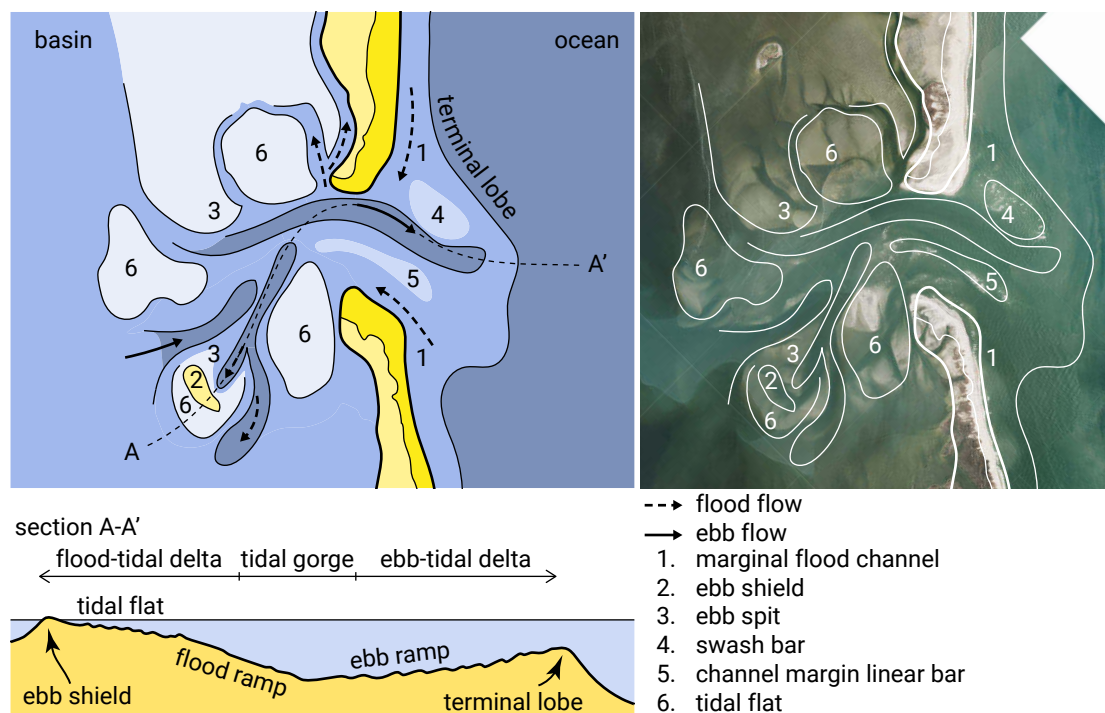 basin
ocean
terminal lobe
1
6
3
4
6
A'
5
6
1
3
2
6
A
1
6
3
4
6
5
6
1
3
2
6
section A-A'
flood-tidal delta
tidal gorge
ebb-tidal delta
tidal flat
flood ramp
ebb ramp
ebb shield
terminal lobe
flood flow
ebb flow
1. marginal flood channel
2. ebb shield
3. ebb spit
4. swash bar
5. channel margin linear bar
6. tidal flat